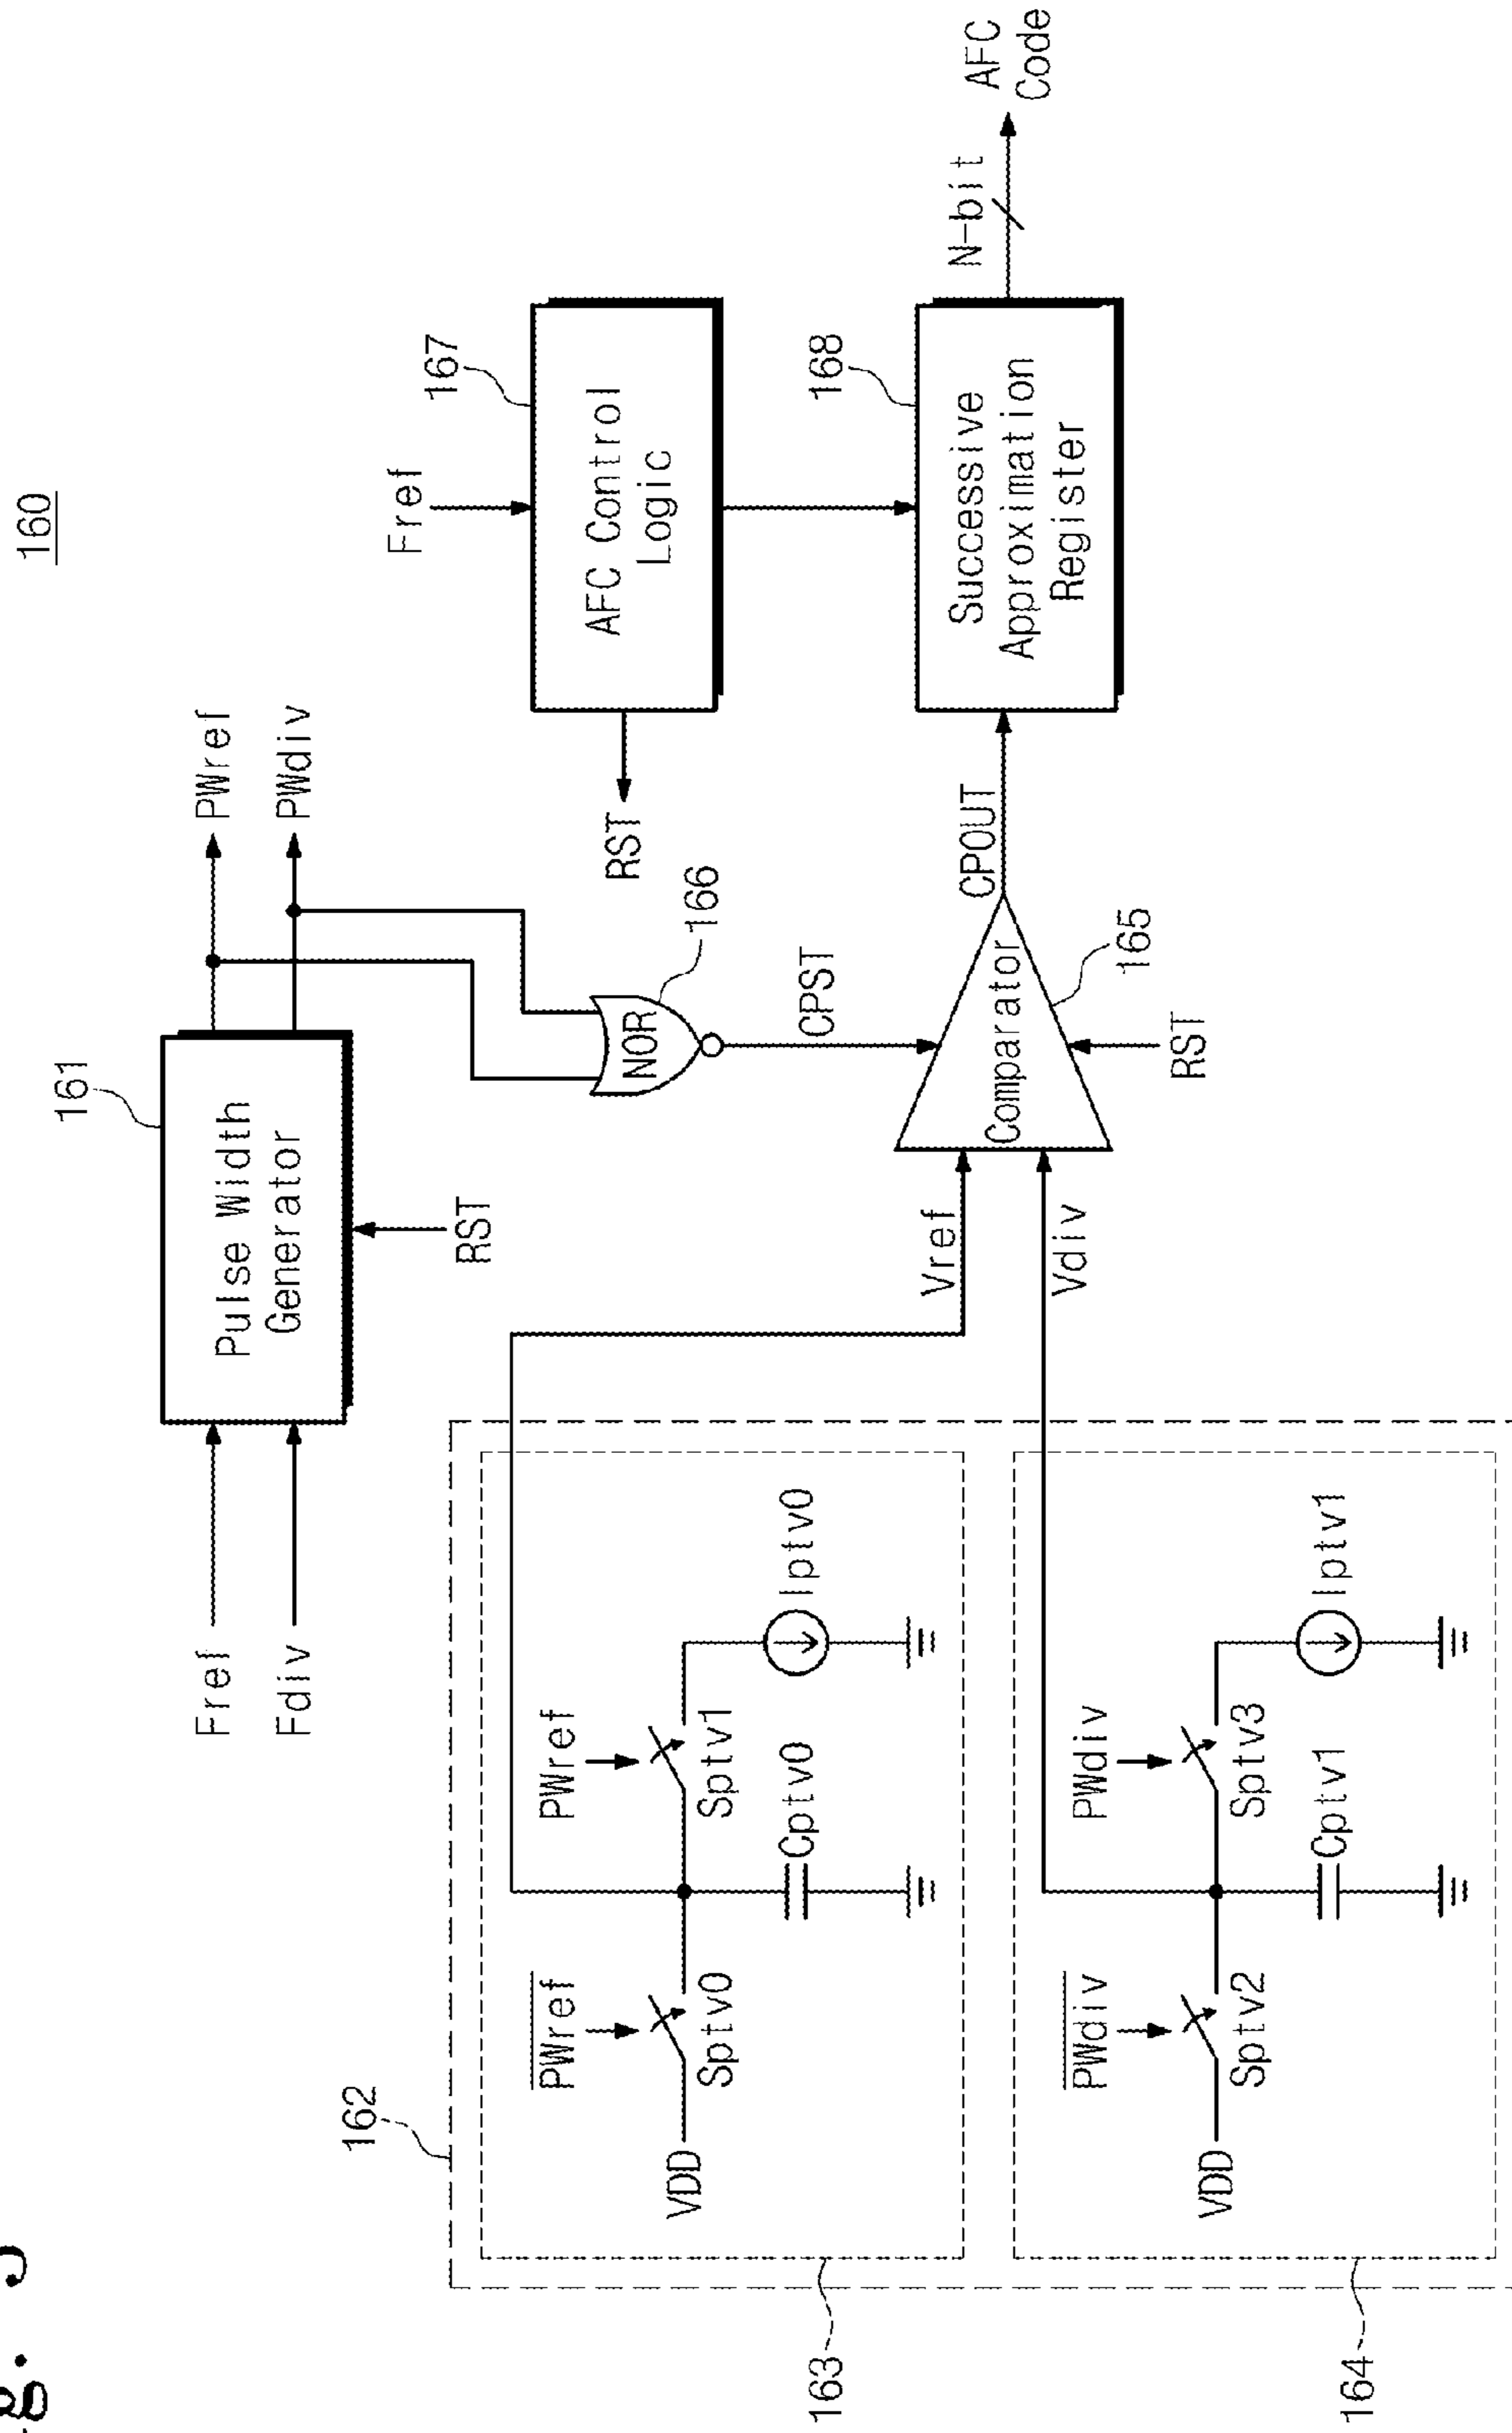 160
161
Pulse Width
Generator
Fref
Fdiv
PWref
PWdiv
RST
Fref
167
AFC Control
Logic
RST
NOR
166
CPST
162
163
PWref
Sptv0
VDD
PWref
Sptv1
Cptv0
Iptv0
Vref
Vdiv
Comparator
165
RST
CPOUT
168
Successive
Approximation
Register
N-bit
AFC
Code
164
PWdiv
Sptv2
VDD
PWdiv
Sptv3
Cptv1
Iptv1